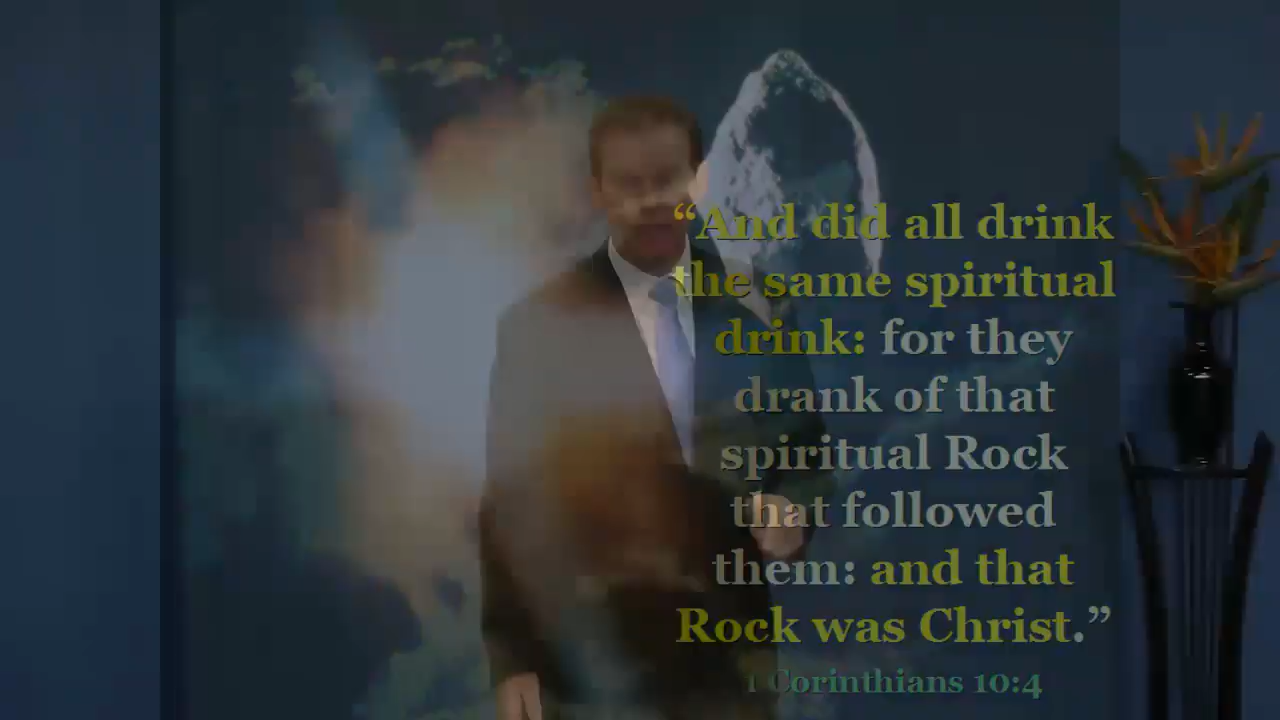 “And did all drink
the same spiritual
drink: for they
drank of that
spiritual Rock
that followed
them: and that
Rock was Christ.”
1 Corinthians 10:4